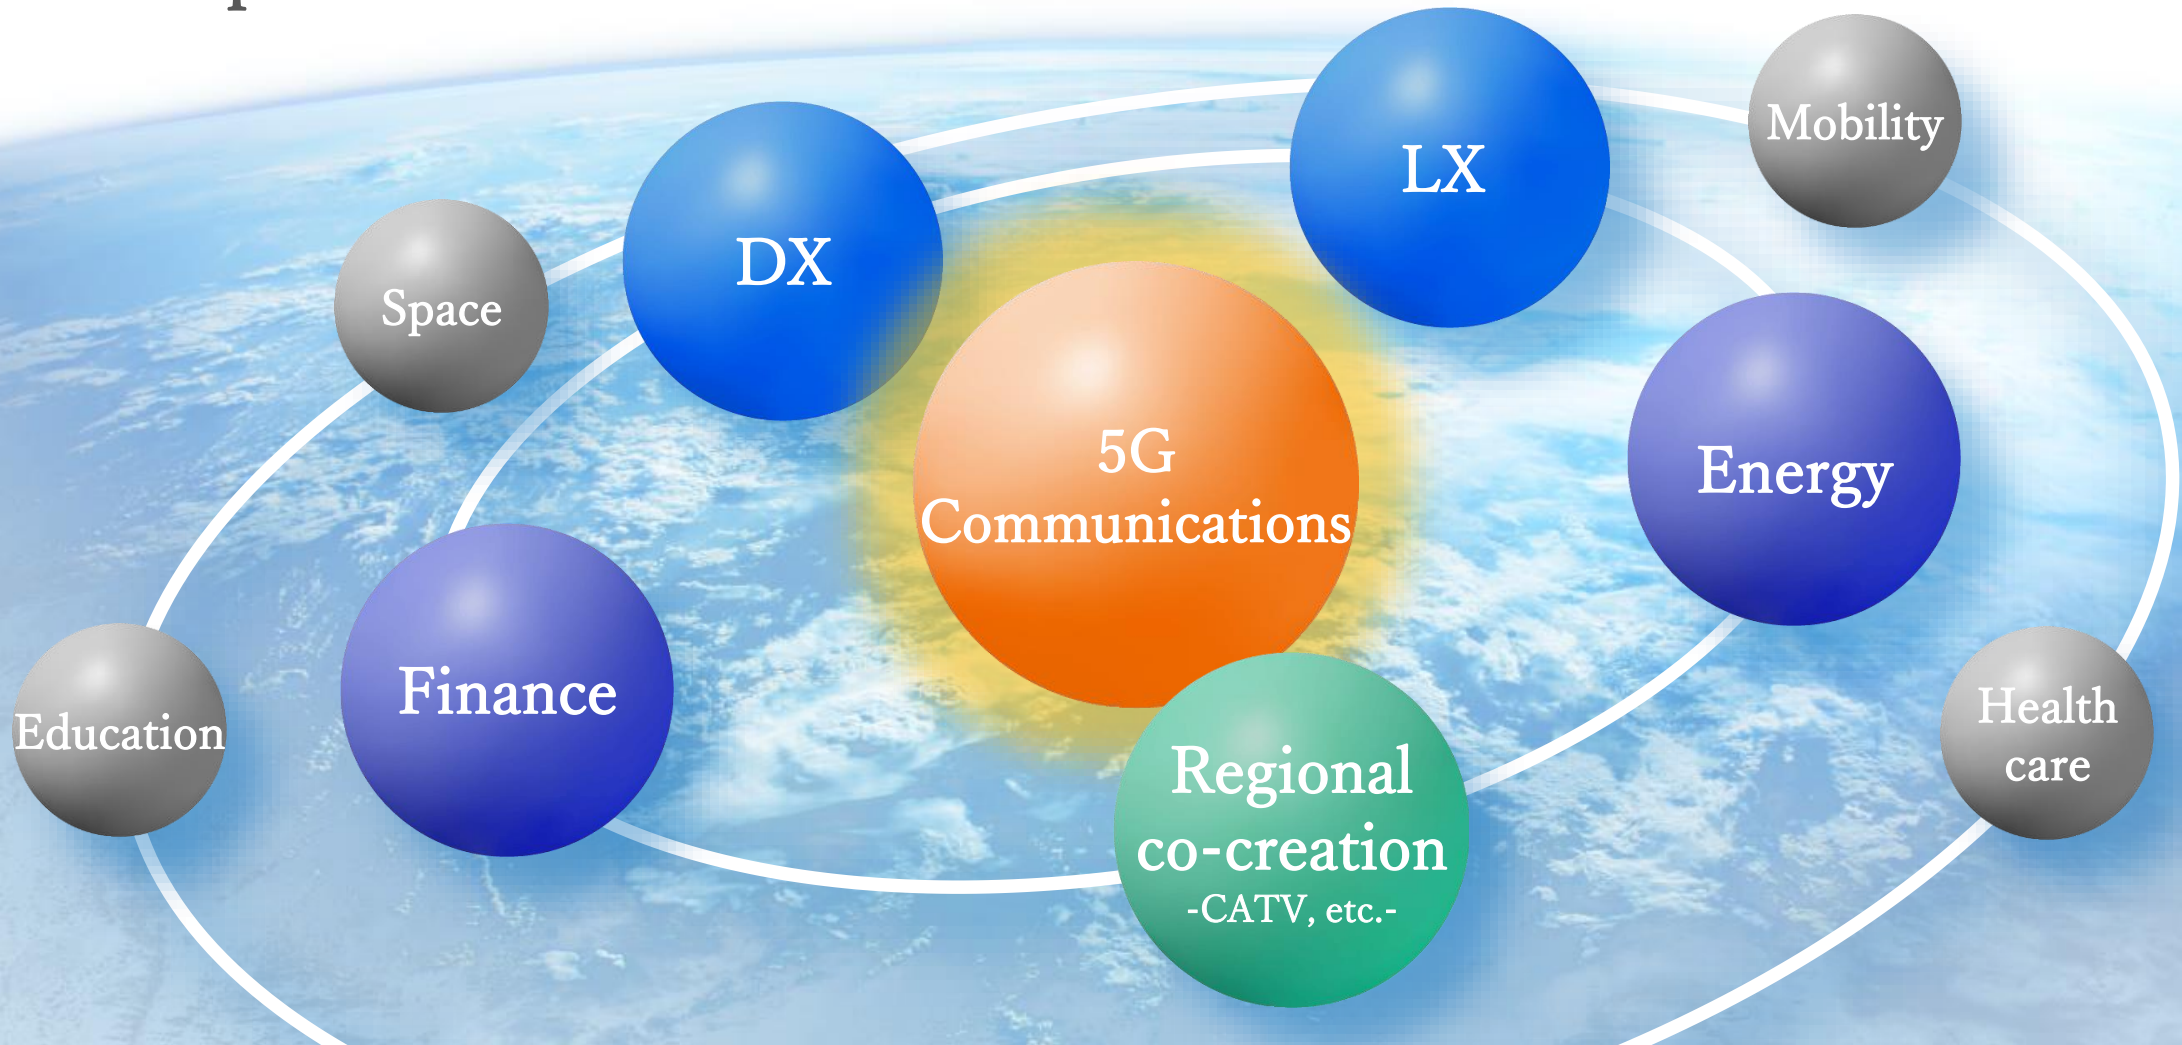 LX
Mobility
DX
Space
5G
Communications
Energy
Finance
Education
Health
care
Regional
co-creation
-CATV, etc.-